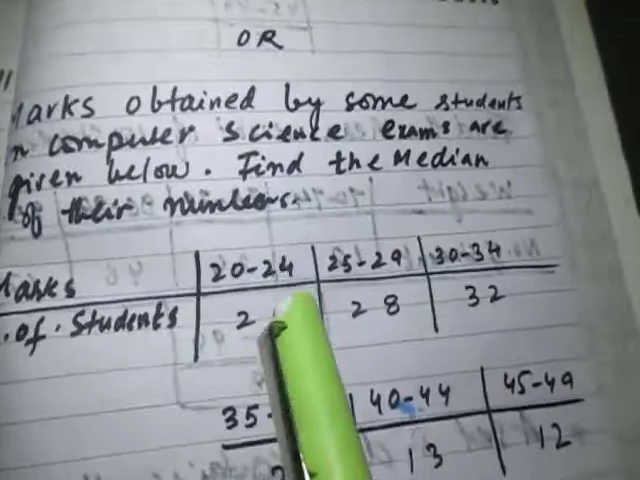 OR
Marks obtained by some students
n computer science exams are
given below. Find the Median
of their numbers.
Marks 20-24 25-29 30-34
. of. Students 2 28 32
35- 40-44 45-49
13 12